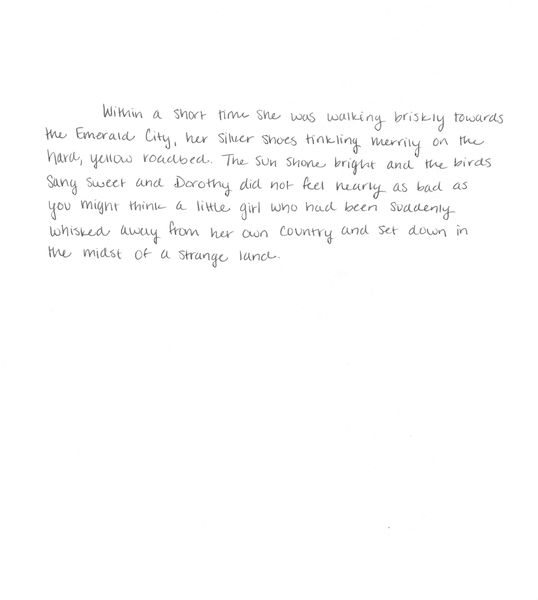 Within a short time she was walking briskly towards
the Emerald City, her silver shoes tinkling merrily on the
hard, yellow roadbed. The sun shone bright and the birds
sang sweet and Dorothy did not feel nearly as bad as
you might think a little girl who had been suddenly
whisked away from her own country and set down in
the midst of a strange land.